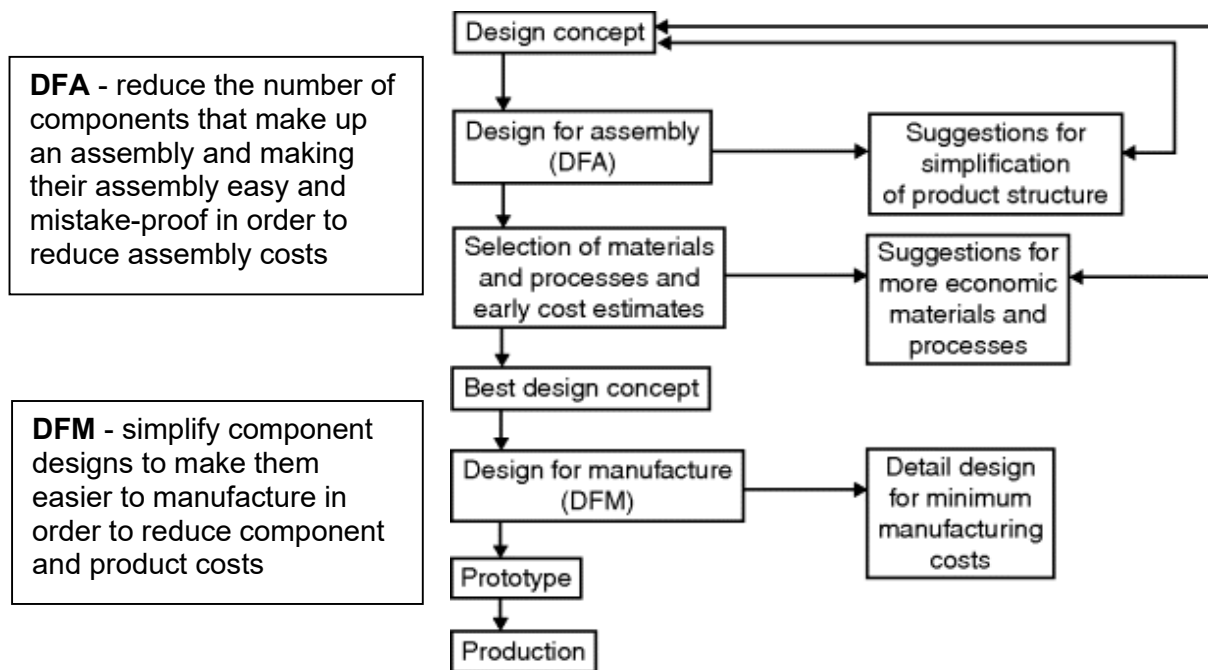 DFA - reduce the number of
components that make up
an assembly and making
their assembly easy and
mistake-proof in order to
reduce assembly costs
DFM - simplify component
designs to make them
easier to manufacture in
order to reduce component
and product costs
Design concept
Design for assembly
(DFA)
Suggestions for
simplification
of product structure
Selection of materials
and processes and
early cost estimates
Suggestions for
more economic
materials and
processes
Best design concept
Design for manufacture
(DFM)
Detail design
for minimum
manufacturing
costs
Prototype
Production